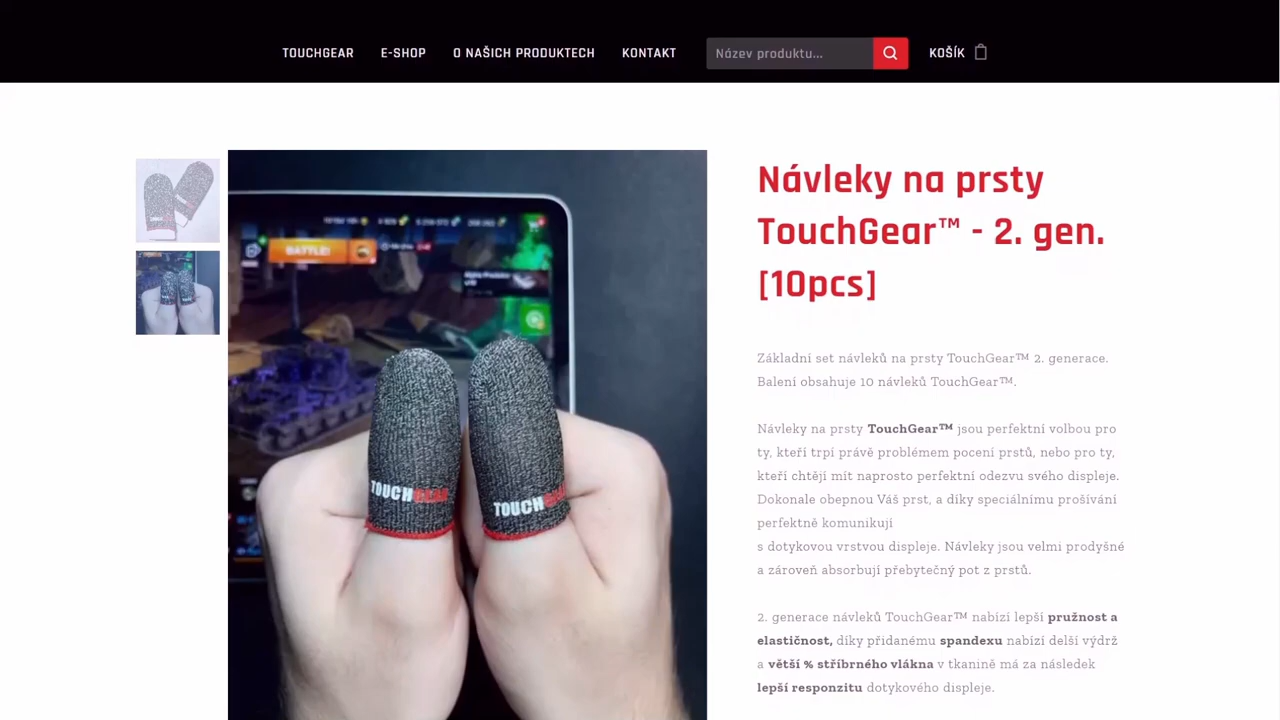 TOUCHGEAR E-SHOP O NAŠICH PRODUKTECH KONTAKT Název produktu... KOŠÍK
BATTLE!
TOUCHGEAR
TOUCHGEAR
Návleky na prsty
TouchGear™ - 2. gen.
[10pcs]
Základní set návleků na prsty TouchGear™ 2. generace.
Balení obsahuje 10 návleků TouchGear™.
Návleky na prsty TouchGear™ jsou perfektní volbou pro
ty, kteří trpí právě problémem pocení prstů, nebo pro ty,
kteří chtějí mít naprosto perfektní odezvu svého displeje.
Dokonale obepnou Váš prst, a díky speciálnímu prošívání
perfektně komunikují
s dotykovou vrstvou displeje. Návleky jsou velmi prodyšné
a zároveň absorbují přebytečný pot z prstů.
2. generace návleků TouchGear™ nabízí lepší pružnost a
elastičnost, díky přidanému spandexu nabízí delší výdrž
a větší % stříbrného vlákna v tkanině má za následek
lepší responzitu dotykového displeje.